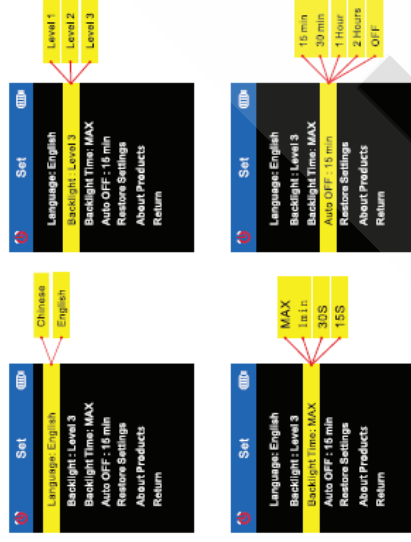 Set
Language: English
Backlight: Level 3
Backlight Time: MAX
Auto OFF : 15 min
Restore Settings
About Products
Return
Chinese
English
Set
Language: English
Backlight : Level 3
Backlight Time: MAX
Auto OFF : 15 min
Restore Settings
About Products
Return
Level 1
Level 2
Level 3
Set
Language: English
Backlight : Level 3
Backlight Time: MAX
Auto OFF : 15 min
Restore Settings
About Products
Return
MAX
1min
30S
15S
Set
Language: English
Backlight : Level 3
Backlight Time: MAX
Auto OFF : 15 min
Restore Settings
About Products
Return
15 min
30 min
1 Hour
2 Hours
OFF